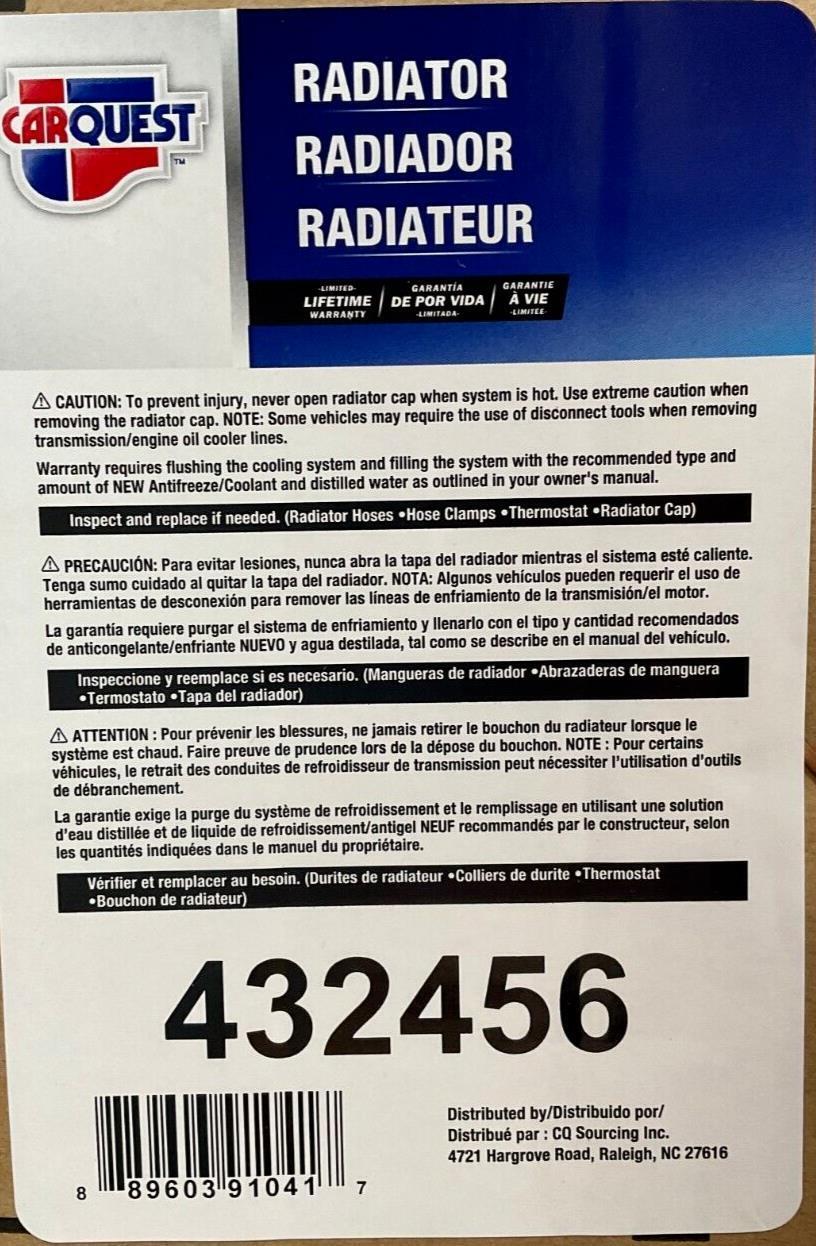 CARQUEST
TM
RADIATOR
RADIADOR
RADIATEUR
-LIMITED-
LIFETIME
WARRANTY
GARANTÍA
DE POR VIDA
-LIMITADA-
GARANTIE
À VIE
-LIMITÉE-
⚠ CAUTION: To prevent injury, never open radiator cap when system is hot. Use extreme caution when
removing the radiator cap. NOTE: Some vehicles may require the use of disconnect tools when removing
transmission/engine oil cooler lines.
Warranty requires flushing the cooling system and filling the system with the recommended type and
amount of NEW Antifreeze/Coolant and distilled water as outlined in your owner's manual.
Inspect and replace if needed. (Radiator Hoses •Hose Clamps •Thermostat •Radiator Cap)
⚠ PRECAUCIÓN: Para evitar lesiones, nunca abra la tapa del radiador mientras el sistema esté caliente.
Tenga sumo cuidado al quitar la tapa del radiador. NOTA: Algunos vehículos pueden requerir el uso de
herramientas de desconexión para remover las líneas de enfriamiento de la transmisión/el motor.
La garantía requiere purgar el sistema de enfriamiento y llenarlo con el tipo y cantidad recomendados
de anticongelante/enfriante NUEVO y agua destilada, tal como se describe en el manual del vehículo.
Inspeccione y reemplace si es necesario. (Mangueras de radiador •Abrazaderas de manguera
•Termostato •Tapa del radiador)
⚠ ATTENTION : Pour prévenir les blessures, ne jamais retirer le bouchon du radiateur lorsque le
système est chaud. Faire preuve de prudence lors de la dépose du bouchon. NOTE : Pour certains
véhicules, le retrait des conduites de refroidisseur de transmission peut nécessiter l'utilisation d'outils
de débranchement.
La garantie exige la purge du système de refroidissement et le remplissage en utilisant une solution
d'eau distillée et de liquide de refroidissement/antigel NEUF recommandés par le constructeur, selon
les quantités indiquées dans le manuel du propriétaire.
Vérifier et remplacer au besoin. (Durites de radiateur •Colliers de durite •Thermostat
•Bouchon de radiateur)
432456
8 89603 91041 7
Distributed by/Distribuido por/
Distribué par : CQ Sourcing Inc.
4721 Hargrove Road, Raleigh, NC 27616